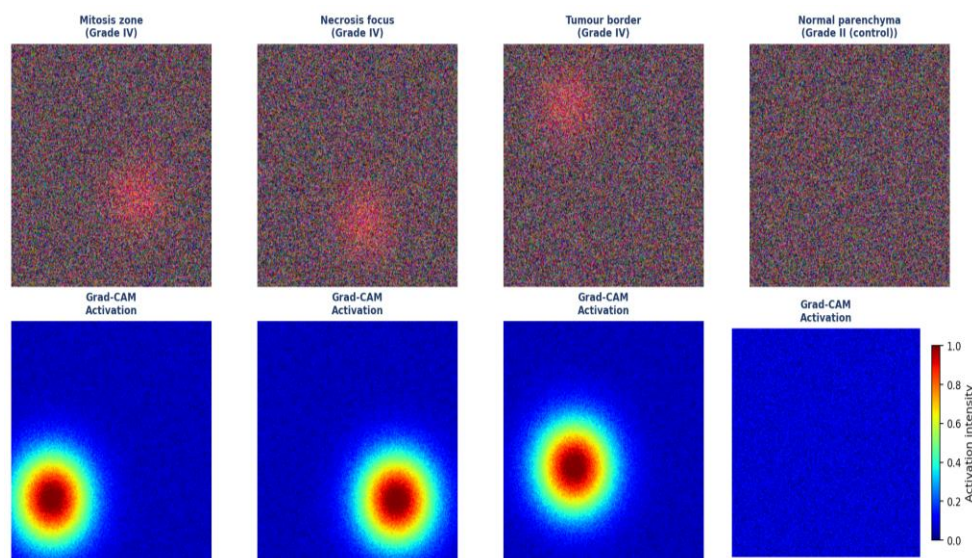 Mitosis zone
(Grade IV)
Necrosis focus
(Grade IV)
Tumour border
(Grade IV)
Normal parenchyma
(Grade II (control))
Grad-CAM
Activation
Grad-CAM
Activation
Grad-CAM
Activation
Grad-CAM
Activation
1.0
0.8
0.6
0.4
0.2
0.0
Activation intensity